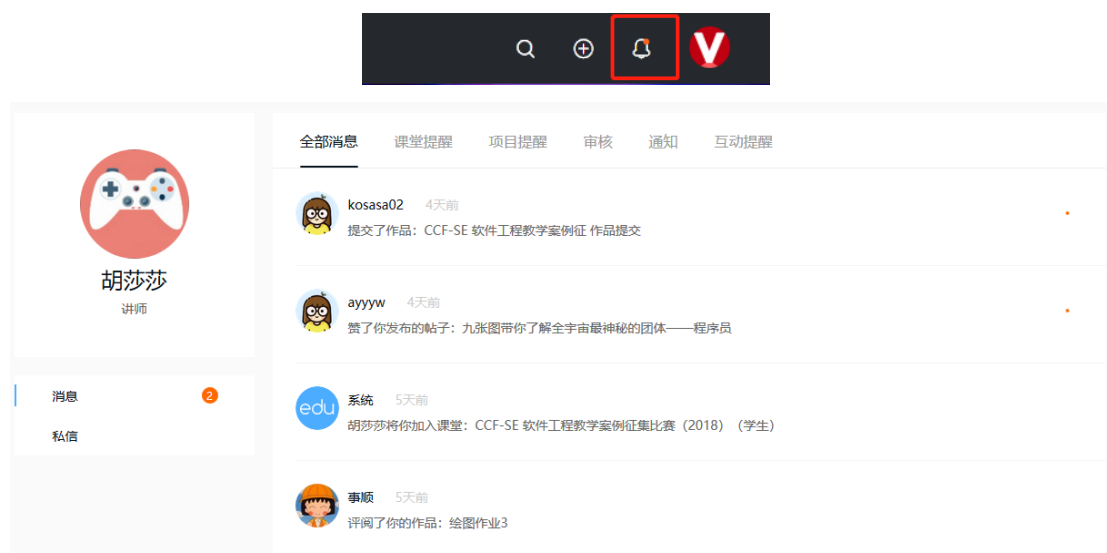 V
全部消息 课堂提醒 项目提醒 审核 通知 互动提醒
胡莎莎
讲师
消息 2
私信
kosasa02 4天前
提交了作品：CCF-SE 软件工程教学案例征 作品提交
ayyyw 4天前
赞了你发布的帖子：九张图带你了解全宇宙最神秘的团体——程序员
edu
系统 5天前
胡莎莎将你加入课堂：CCF-SE 软件工程教学案例征集比赛（2018）（学生）
事顺 5天前
评阅了你的作品：绘图作业3